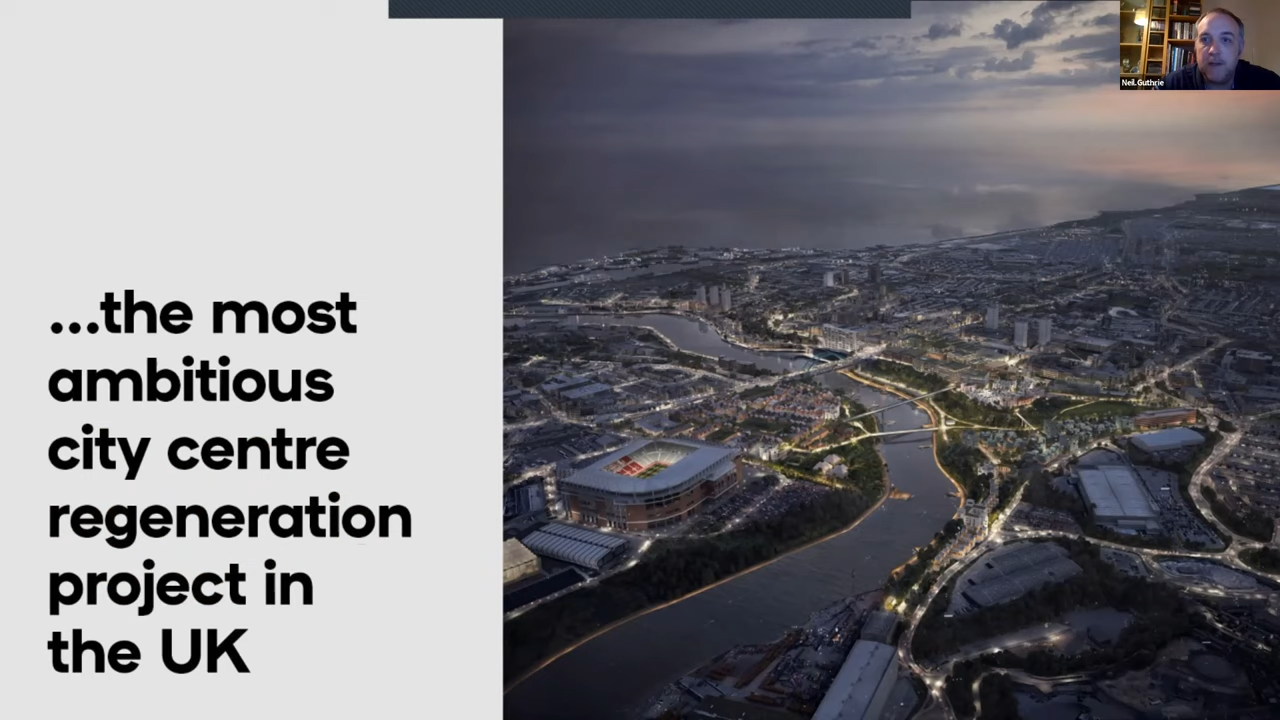 Neil.Guthrie
...the most
ambitious
city centre
regeneration
project in
the UK